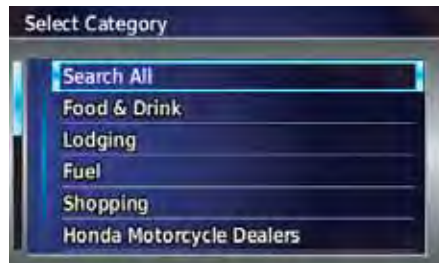 Select Category
Search All
Food & Drink
Lodging
Fuel
Shopping
Honda Motorcycle Dealers